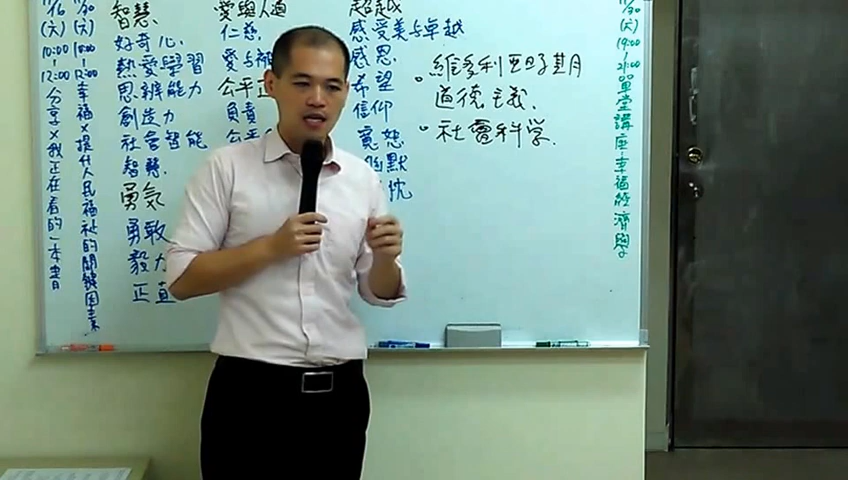 11/16
(六)
10:00
12:00
分享×我正在看的一本書
11/30
(六)
10:00
12:00
幸福×提升人民福祉的關鍵因素
智慧
好奇心
熱愛學習
思辨能力
創造力
社會智能
智慧
勇氣
勇敢
毅力
正直
愛與人道
仁慈
愛与被
公平正
負責
超越
感受美与卓越
感恩
希望
信仰
寬恕
幽默
忱
• 維多利亞時期
道德主義、
• 社會科学.
11/30
(六)
19:00
21:00
單堂講座-幸福經濟學